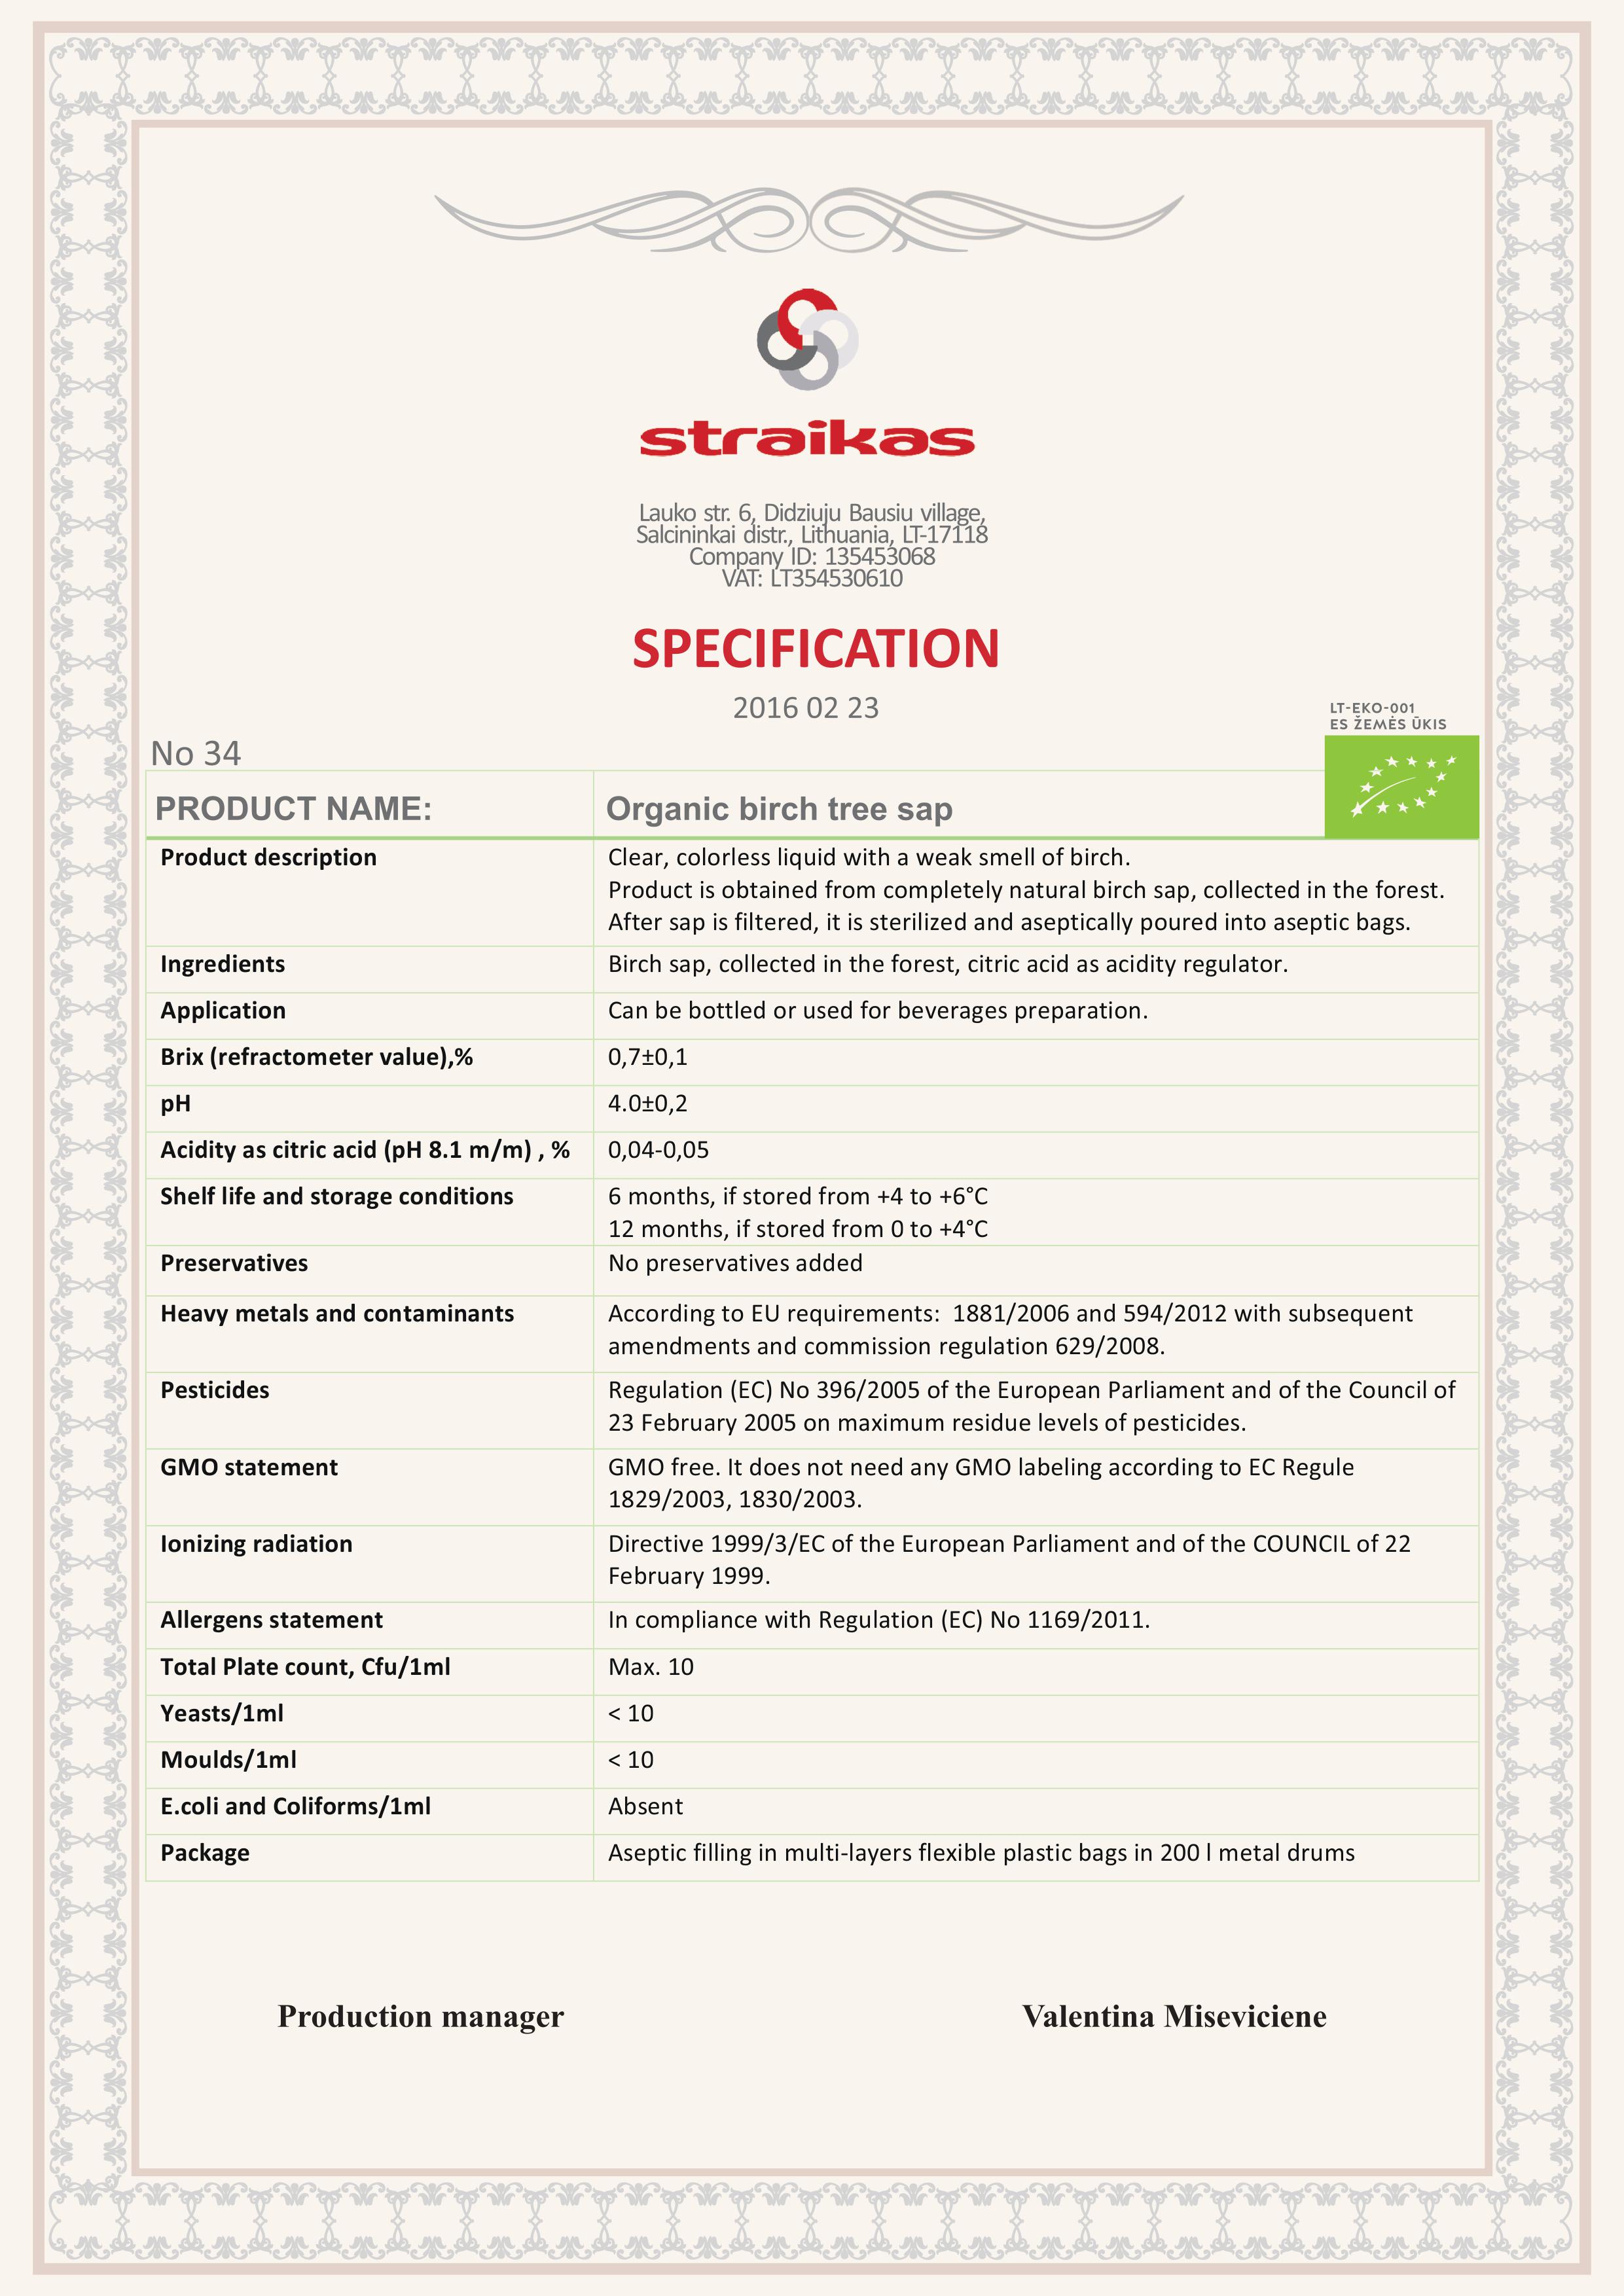 straikas
Lauko str. 6, Didziuju Bausiu village,
Salcininkai distr., Lithuania, LT-17118
Company ID: 135453068
VAT: LT354530610
SPECIFICATION
2016 02 23
LT-EKO-001
ES ŽEMĖS ŪKIS
No 34
PRODUCT NAME: Organic birch tree sap
Product description Clear, colorless liquid with a weak smell of birch.
Product is obtained from completely natural birch sap, collected in the forest.
After sap is filtered, it is sterilized and aseptically poured into aseptic bags.
Ingredients Birch sap, collected in the forest, citric acid as acidity regulator.
Application Can be bottled or used for beverages preparation.
Brix (refractometer value),% 0,7±0,1
pH 4.0±0,2
Acidity as citric acid (pH 8.1 m/m) , % 0,04-0,05
Shelf life and storage conditions 6 months, if stored from +4 to +6°C
12 months, if stored from 0 to +4°C
Preservatives No preservatives added
Heavy metals and contaminants According to EU requirements:  1881/2006 and 594/2012 with subsequent
amendments and commission regulation 629/2008.
Pesticides Regulation (EC) No 396/2005 of the European Parliament and of the Council of
23 February 2005 on maximum residue levels of pesticides.
GMO statement GMO free. It does not need any GMO labeling according to EC Regule
1829/2003, 1830/2003.
Ionizing radiation Directive 1999/3/EC of the European Parliament and of the COUNCIL of 22
February 1999.
Allergens statement In compliance with Regulation (EC) No 1169/2011.
Total Plate count, Cfu/1ml Max. 10
Yeasts/1ml < 10
Moulds/1ml < 10
E.coli and Coliforms/1ml Absent
Package Aseptic filling in multi-layers flexible plastic bags in 200 l metal drums
Production manager Valentina Miseviciene